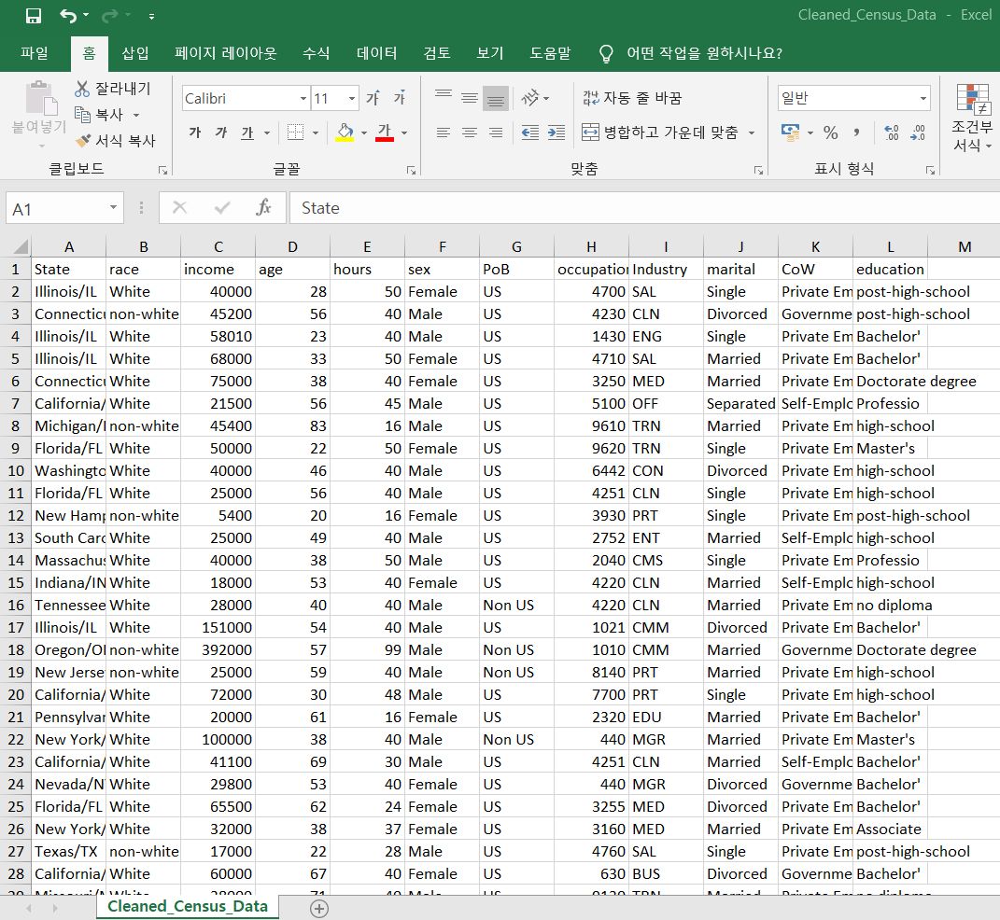 Cleaned_Census_Data - Excel
파일 홈 삽입 페이지 레이아웃 수식 데이터 검토 보기 도움말 어떤 작업을 원하시나요?
붙여넣기 잘라내기 복사 서식 복사
Calibri 11 가 가 가 가 가 가
가나 자동 줄 바꿈
병합하고 가운데 맞춤
일반
% , .00 .00
조건부 서식
클립보드 글꼴 맞춤 표시 형식
A1 fx State
A B C D E F G H I J K L M
1 State race income age hours sex PoB occupation Industry marital CoW education
2 Illinois/IL White 40000 28 50 Female US 4700 SAL Single Private Em post-high-school
3 Connectic non-white 45200 56 40 Male US 4230 CLN Divorced Governme post-high-school
4 Illinois/IL White 58010 23 40 Male US 1430 ENG Single Private Em Bachelor'
5 Illinois/IL White 68000 33 50 Female US 4710 SAL Married Private Em Bachelor'
6 Connectic White 75000 38 40 Female US 3250 MED Married Private Em Doctorate degree
7 California/ White 21500 56 45 Male US 5100 OFF Separated Self-Emplo Professio
8 Michigan/ non-white 45400 83 16 Male US 9610 TRN Married Private Em high-school
9 Florida/FL White 50000 22 50 Female US 9620 TRN Single Private Em Master's
10 Washingto White 40000 46 40 Male US 6442 CON Divorced Private Em high-school
11 Florida/FL White 25000 56 40 Male US 4251 CLN Single Private Em high-school
12 New Hamp non-white 5400 20 16 Female US 3930 PRT Single Private Em post-high-school
13 South Caro White 25000 49 40 Male US 2752 ENT Married Self-Emplo high-school
14 Massachus White 40000 38 50 Male US 2040 CMS Single Private Em Professio
15 Indiana/IN White 18000 53 40 Female US 4220 CLN Married Self-Emplo high-school
16 Tennessee White 28000 40 40 Male Non US 4220 CLN Married Private Em no diploma
17 Illinois/IL White 151000 54 40 Male US 1021 CMM Divorced Private Em Bachelor'
18 Oregon/OI non-white 392000 57 99 Male Non US 1010 CMM Married Governme Doctorate degree
19 New Jerse non-white 25000 59 40 Male Non US 8140 PRT Married Private Em high-school
20 California/ White 72000 30 48 Male US 7700 PRT Single Private Em high-school
21 Pennsylvar White 20000 61 16 Female US 2320 EDU Married Private Em Bachelor'
22 New York/ White 100000 38 40 Male Non US 440 MGR Married Private Em Master's
23 California/ White 41100 69 30 Male US 4251 CLN Married Self-Emplo Bachelor'
24 Nevada/N White 29800 53 40 Female US 440 MGR Divorced Governme Bachelor'
25 Florida/FL White 65500 62 24 Female US 3255 MED Divorced Private Em Bachelor'
26 New York/ White 32000 38 37 Female US 3160 MED Married Private Em Associate
27 Texas/TX non-white 17000 22 28 Male US 4760 SAL Single Private Em post-high-school
28 California/ White 60000 67 40 Female US 630 BUS Divorced Governme Bachelor'
Cleaned_Census_Data